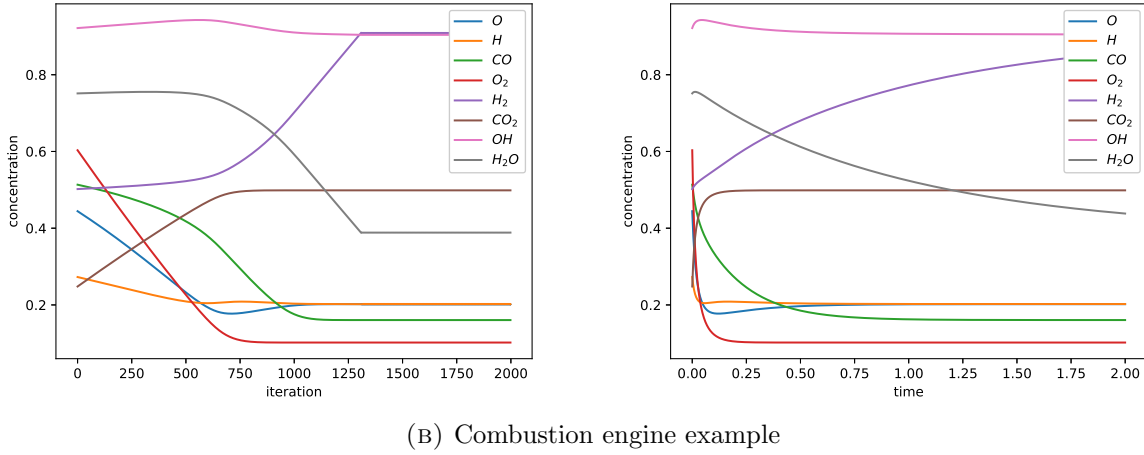 0.8
0.6
0.4
0.2
concentration
0 250 500 750 1000 1250 1500 1750 2000
iteration
O
H
CO
O₂
H₂
CO₂
OH
H₂O
0.8
0.6
0.4
0.2
concentration
0.00 0.25 0.50 0.75 1.00 1.25 1.50 1.75 2.00
time
O
H
CO
O₂
H₂
CO₂
OH
H₂O
(B) Combustion engine example